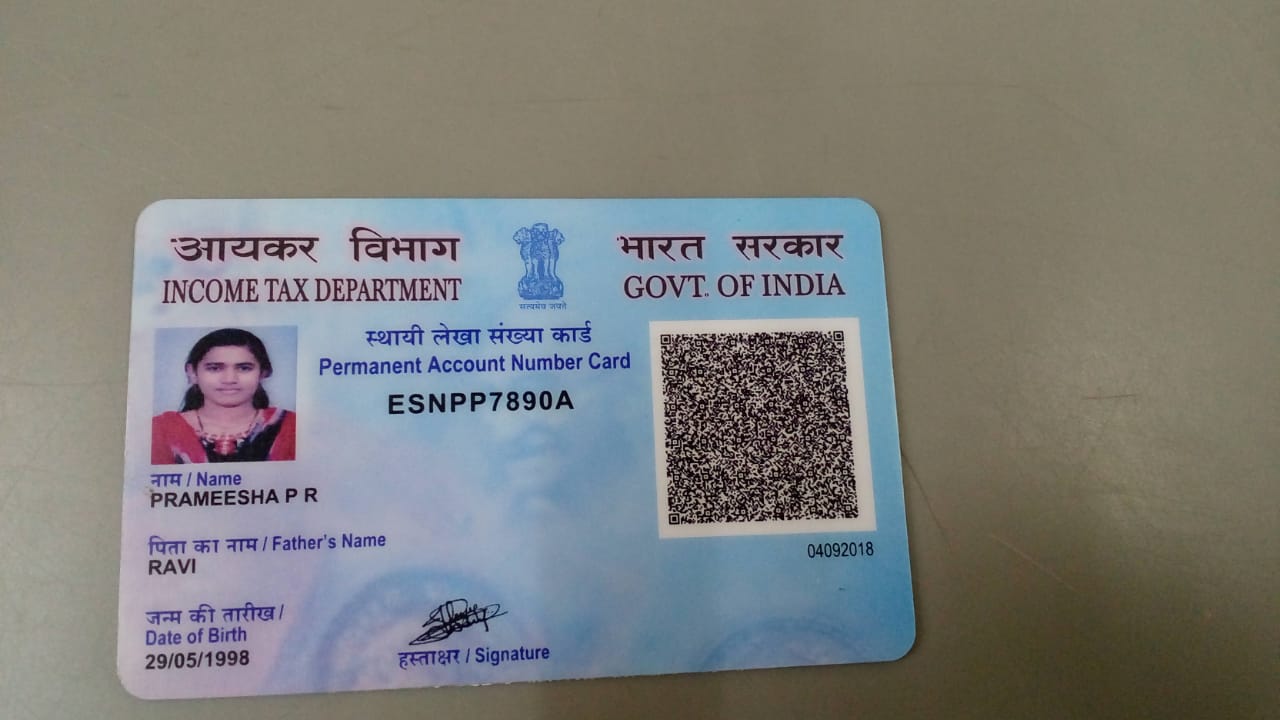 आयकर विभाग
INCOME TAX DEPARTMENT
सत्यमेव जयते
भारत सरकार
GOVT. OF INDIA
स्थायी लेखा संख्या कार्ड
Permanent Account Number Card
ESNPP7890A
नाम / Name
PRAMEESHA P R
पिता का नाम / Father's Name
RAVI
04092018
जन्म की तारीख /
Date of Birth
29/05/1998
हस्ताक्षर / Signature